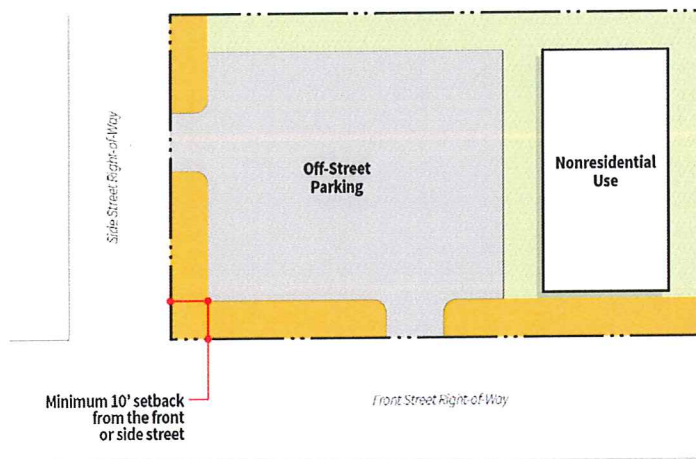 Side Street Right-of-Way
Off-Street
Parking
Nonresidential
Use
Minimum 10' setback
from the front
or side street
Front Street Right-of-Way